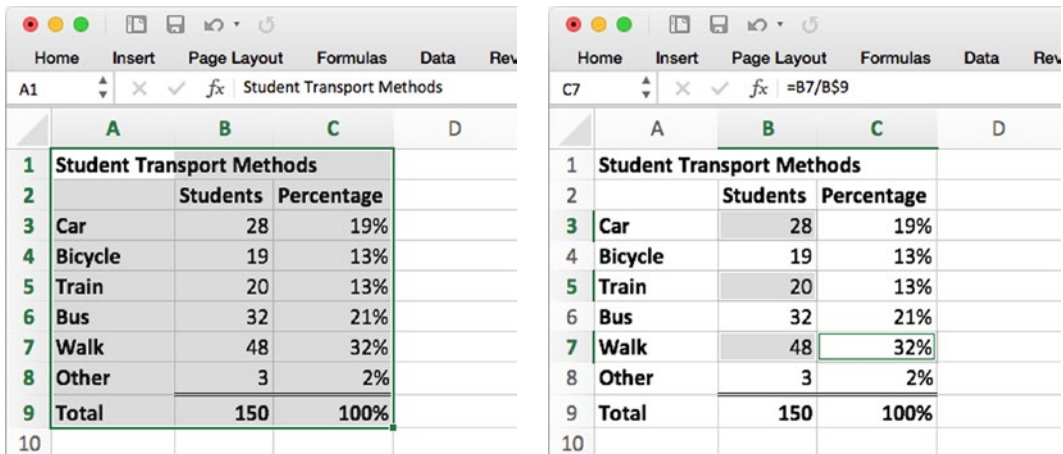 Home Insert Page Layout Formulas Data Rev
A1 fx Student Transport Methods
A B C D
1 Student Transport Methods
2 Students Percentage
3 Car 28 19%
4 Bicycle 19 13%
5 Train 20 13%
6 Bus 32 21%
7 Walk 48 32%
8 Other 3 2%
9 Total 150 100%
10
Home Insert Page Layout Formulas Data Rev
C7 fx =B7/B$9
A B C D
1 Student Transport Methods
2 Students Percentage
3 Car 28 19%
4 Bicycle 19 13%
5 Train 20 13%
6 Bus 32 21%
7 Walk 48 32%
8 Other 3 2%
9 Total 150 100%
10